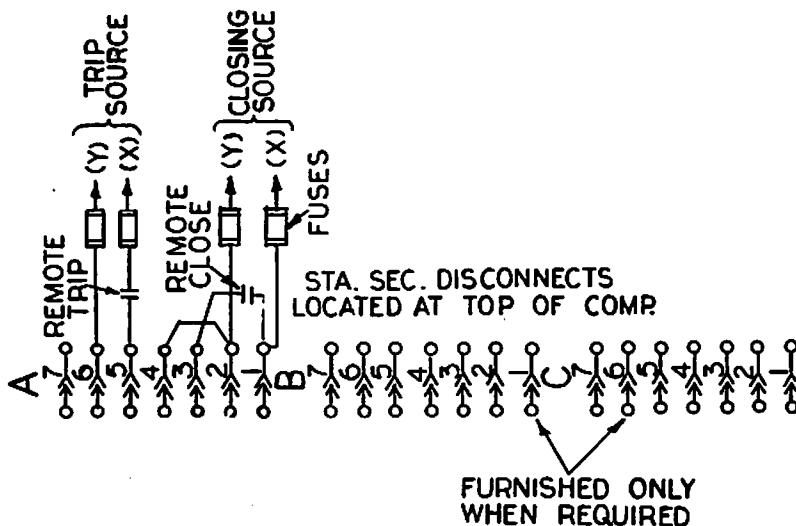 TRIP
SOURCE
(Y)
(X)
CLOSING
SOURCE
(Y)
(X)
REMOTE
TRIP
REMOTE
CLOSE
FUSES
STA. SEC. DISCONNECTS
LOCATED AT TOP OF COMP.
A
7
6
5
4
3
2
1
B
7
6
5
4
3
2
1
C
7
6
5
4
3
2
1
FURNISHED ONLY
WHEN REQUIRED